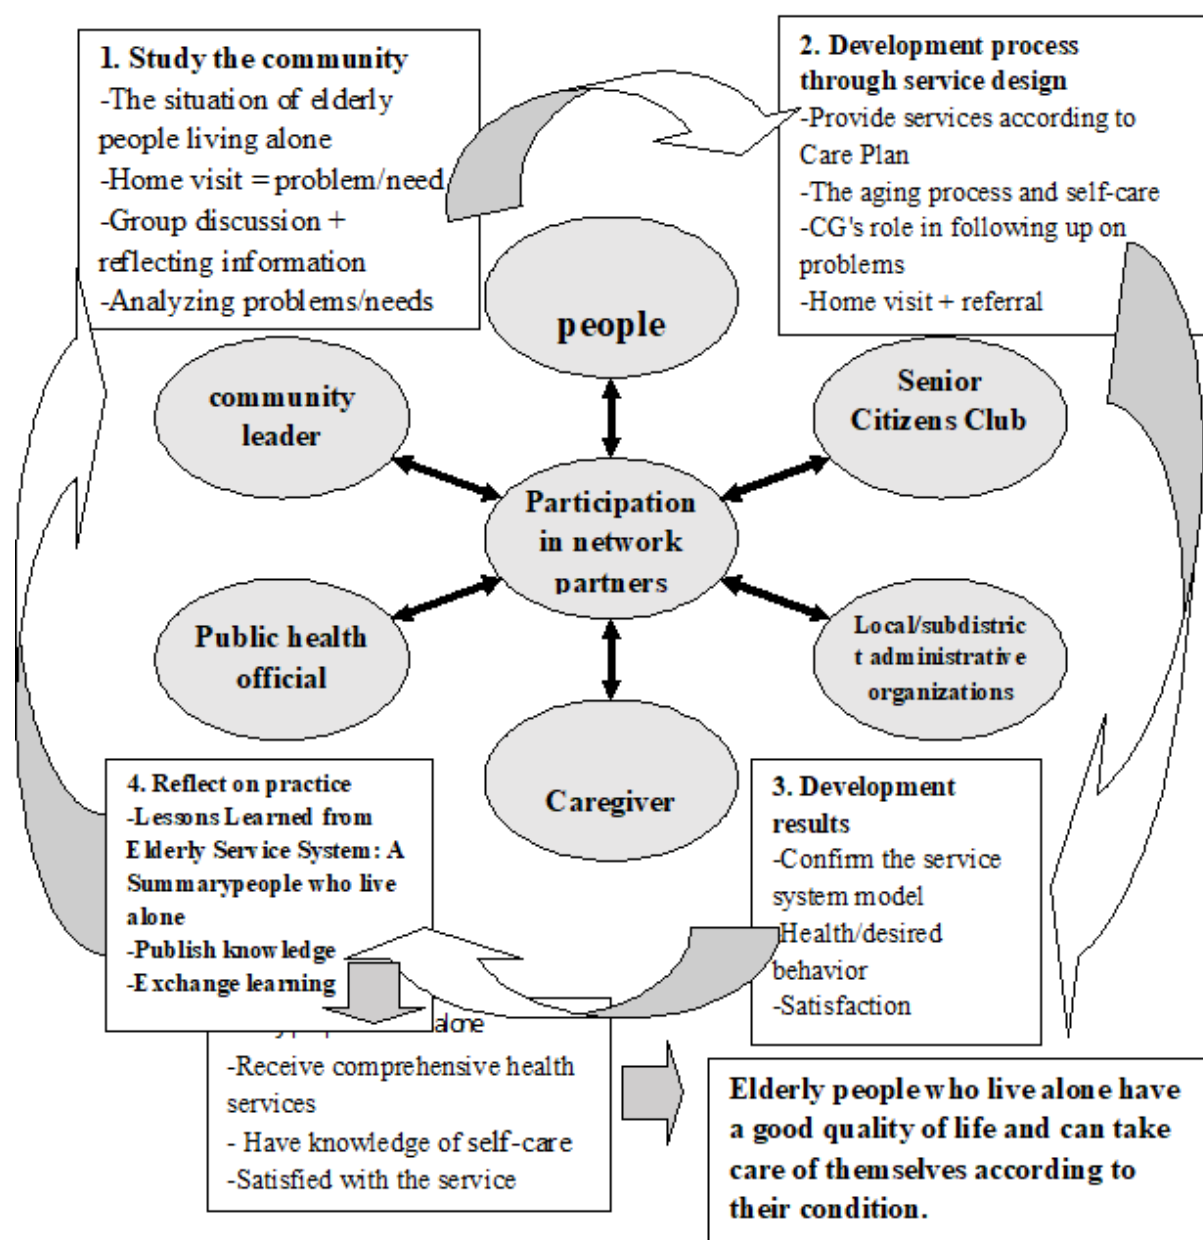 1. Study the community
-The situation of elderly
people living alone
-Home visit = problem/need
-Group discussion +
reflecting information
-Analyzing problems/needs
2. Development process
through service design
-Provide services according to
Care Plan
-The aging process and self-care
-CG's role in following up on
problems
-Home visit + referral
people
community
leader
Senior
Citizens Club
Participation
in network
partners
Public health
official
Local/subdistric
t administrative
organizations
Caregiver
4. Reflect on practice
-Lessons Learned from
Elderly Service System: A
Summarypeople who live
alone
-Publish knowledge
-Exchange learning
3. Development
results
-Confirm the service
system model
-Health/desired
behavior
-Satisfaction
alone
-Receive comprehensive health
services
- Have knowledge of self-care
-Satisfied with the service
Elderly people who live alone have
a good quality of life and can take
care of themselves according to
their condition.